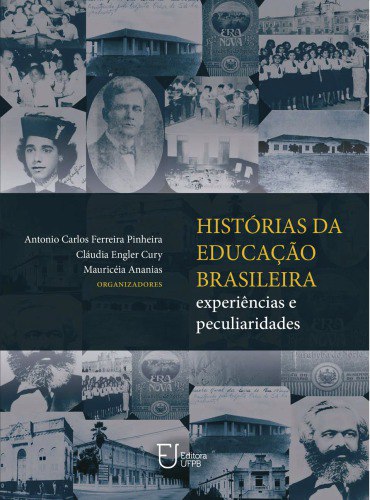 Antonio Carlos Ferreira Pinheira
Cláudia Engler Cury
Mauricéia Ananias
ORGANIZADORES
HISTÓRIAS DA
EDUCAÇÃO
BRASILEIRA
experiências e
peculiaridades
Editora
UFPB